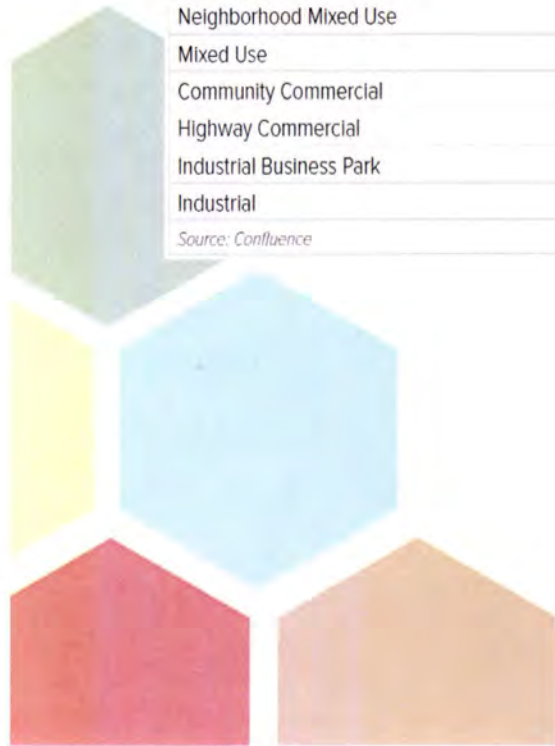 Neighborhood Mixed Use
Mixed Use
Community Commercial
Highway Commercial
Industrial Business Park
Industrial
Source: Confluence